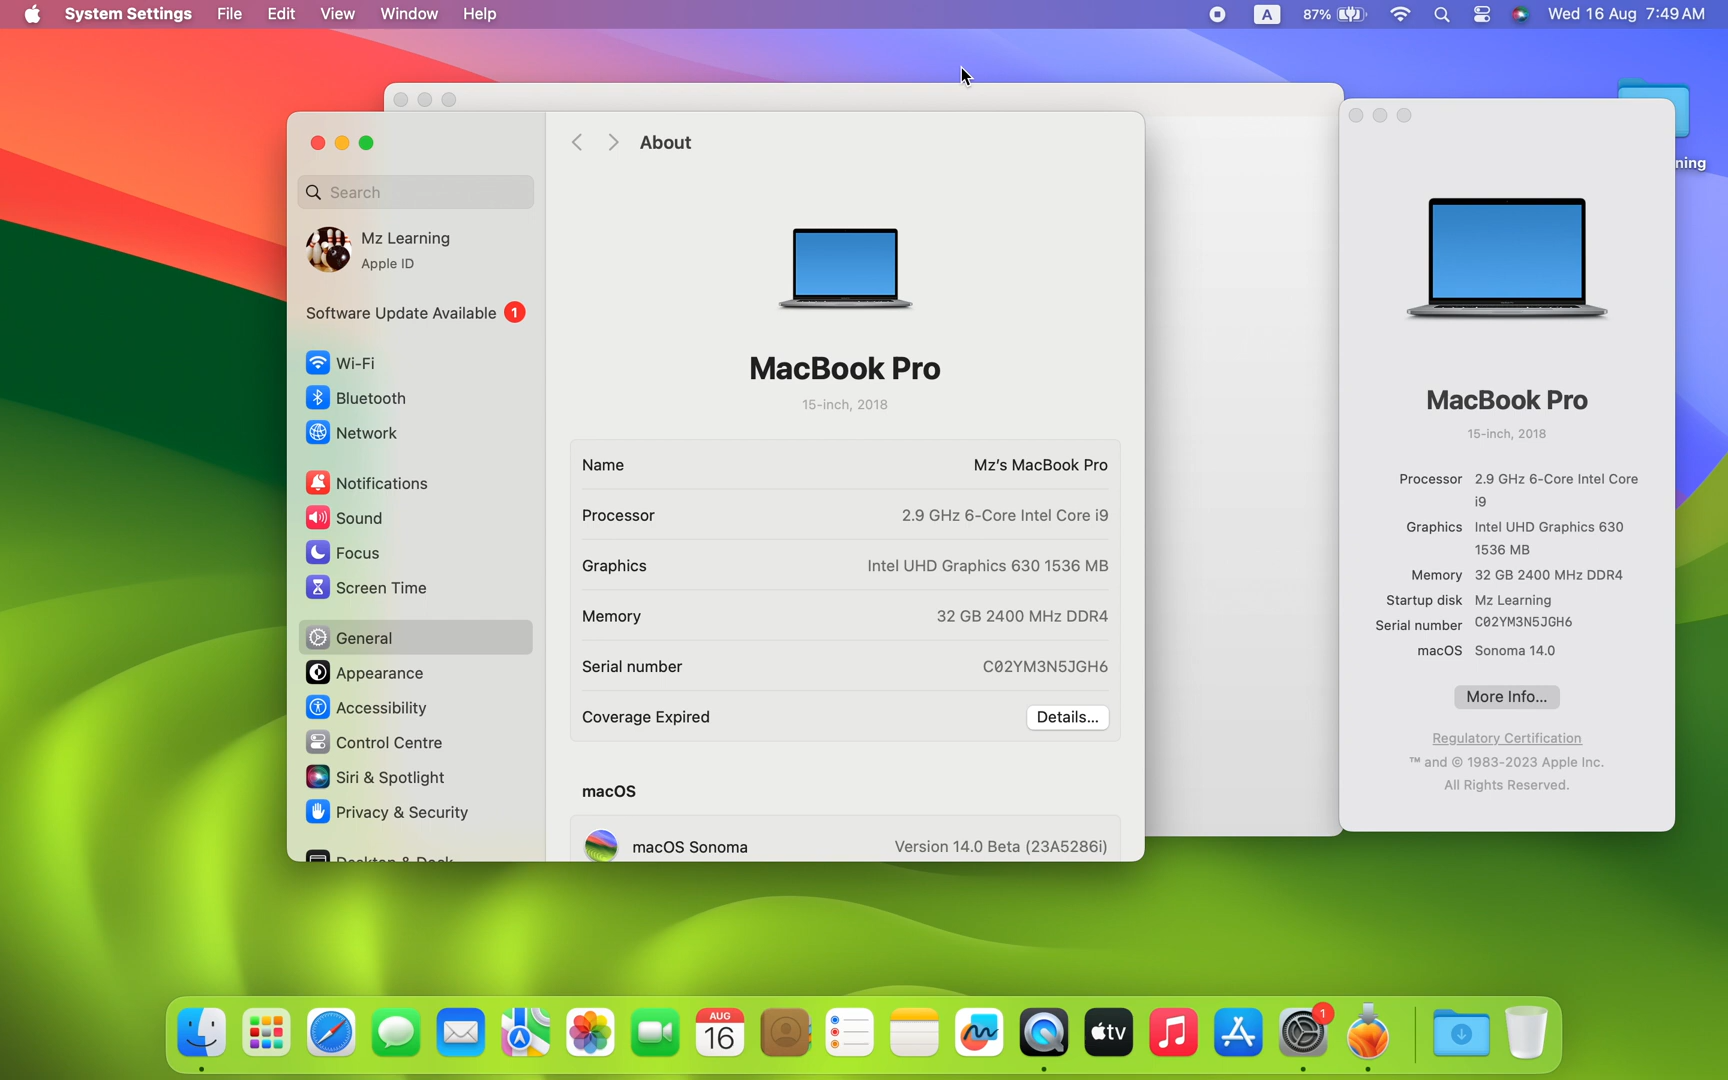 System Settings File Edit View Window Help A 87% Wed 16 Aug 7:49 AM
About
Search
Mz Learning
Apple ID
Software Update Available 1
Wi-Fi
Bluetooth
Network
Notifications
Sound
Focus
Screen Time
General
Appearance
Accessibility
Control Centre
Siri & Spotlight
Privacy & Security
Desktop & Dock
MacBook Pro
15-inch, 2018
Name Mz's MacBook Pro
Processor 2.9 GHz 6-Core Intel Core i9
Graphics Intel UHD Graphics 630 1536 MB
Memory 32 GB 2400 MHz DDR4
Serial number C02YM3N5JGH6
Coverage Expired Details...
macOS
macOS Sonoma Version 14.0 Beta (23A5286i)
ning
MacBook Pro
15-inch, 2018
Processor 2.9 GHz 6-Core Intel Core
i9
Graphics Intel UHD Graphics 630
1536 MB
Memory 32 GB 2400 MHz DDR4
Startup disk Mz Learning
Serial number C02YM3N5JGH6
macOS Sonoma 14.0
More Info...
Regulatory Certification
™ and © 1983-2023 Apple Inc.
All Rights Reserved.
AUG
16
tv
1